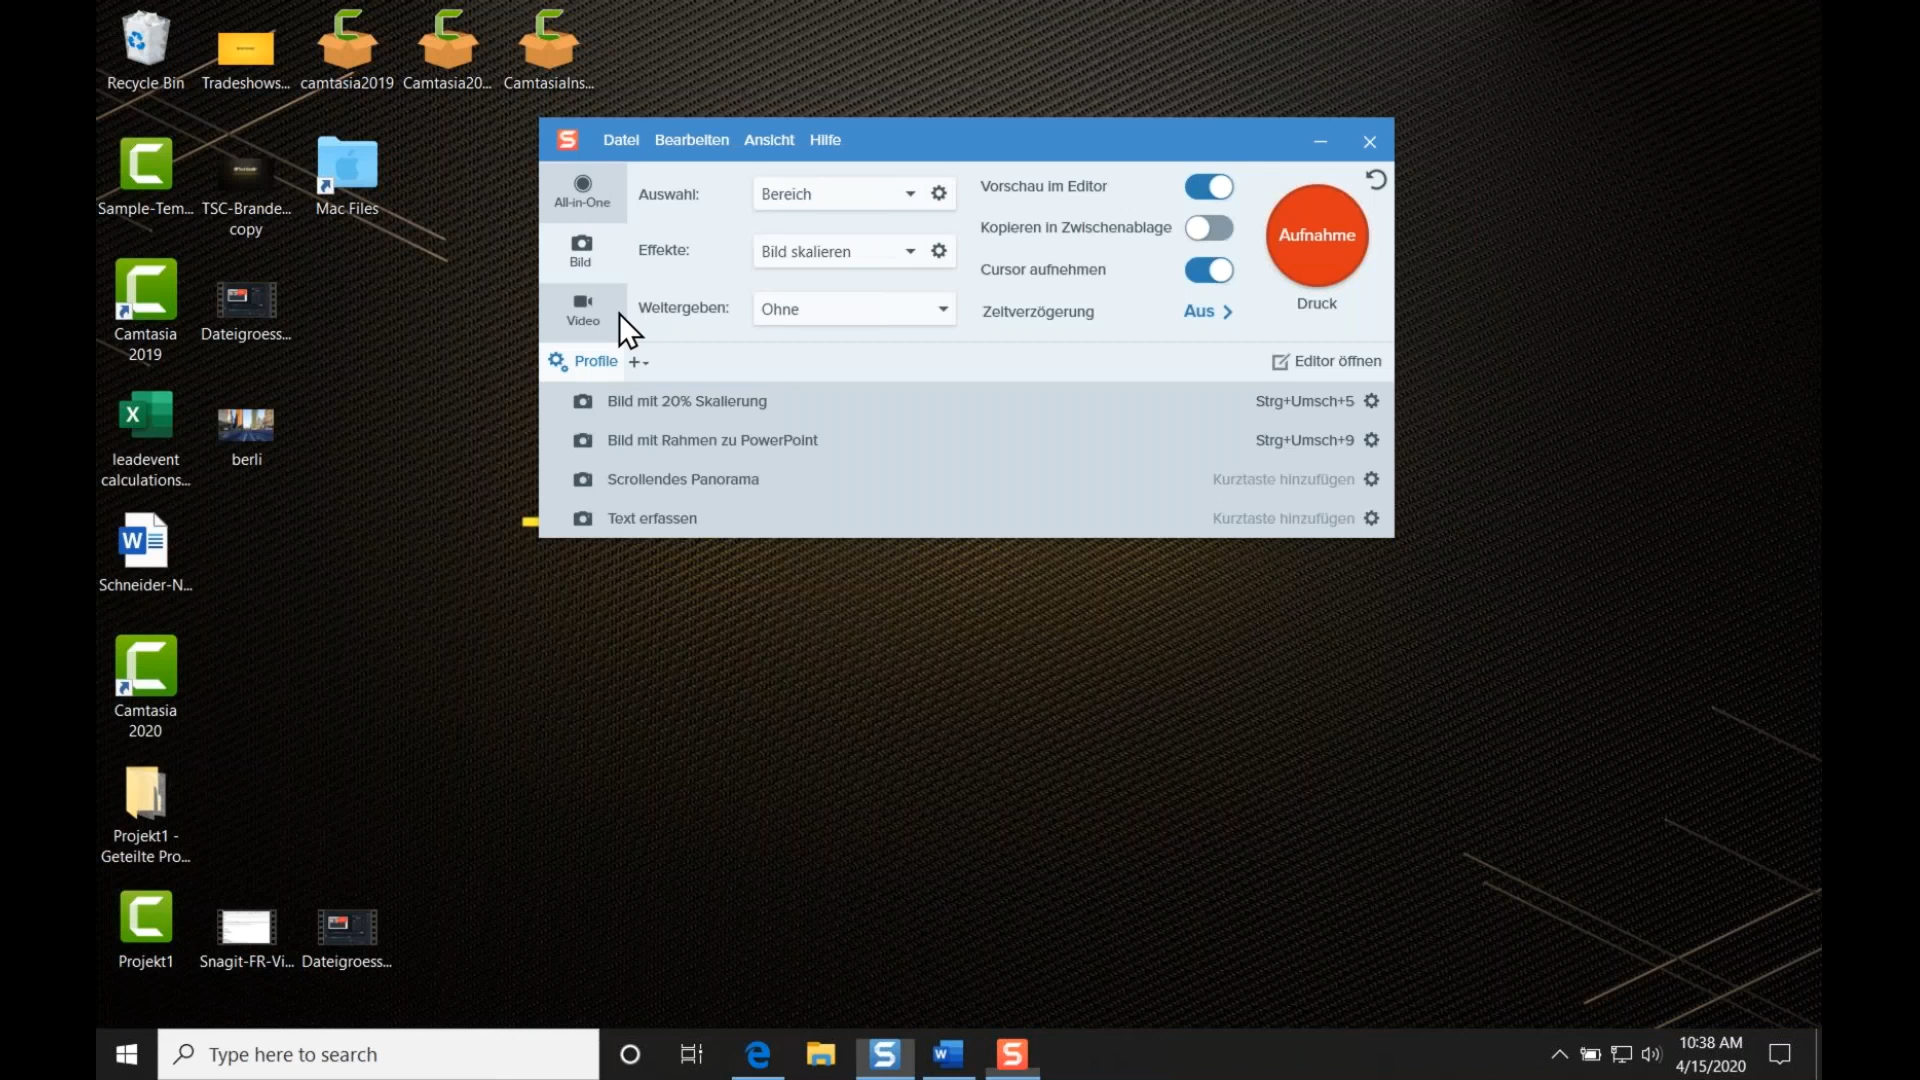 Recycle Bin
Tradeshows...
camtasia2019
Camtasia20...
CamtasiaIns...
Sample-Tem...
TSC-Brande...
copy
Mac Files
Camtasia
2019
Dateigroess...
leadevent
calculations...
berli
Schneider-N...
Camtasia
2020
Projekt1 -
Geteilte Pro...
Projekt1
Snagit-FR-Vi...
Dateigroess...
Datei
Bearbeiten
Ansicht
Hilfe
All-in-One
Bild
Video
Auswahl:
Bereich
Effekte:
Bild skalieren
Weitergeben:
Ohne
Vorschau im Editor
Kopieren in Zwischenablage
Cursor aufnehmen
Zeitverzögerung
Aus
Aufnahme
Druck
Profile
Editor öffnen
Bild mit 20% Skalierung
Strg+Umsch+5
Bild mit Rahmen zu PowerPoint
Strg+Umsch+9
Scrollendes Panorama
Kurztaste hinzufügen
Text erfassen
Kurztaste hinzufügen
Type here to search
10:38 AM
4/15/2020